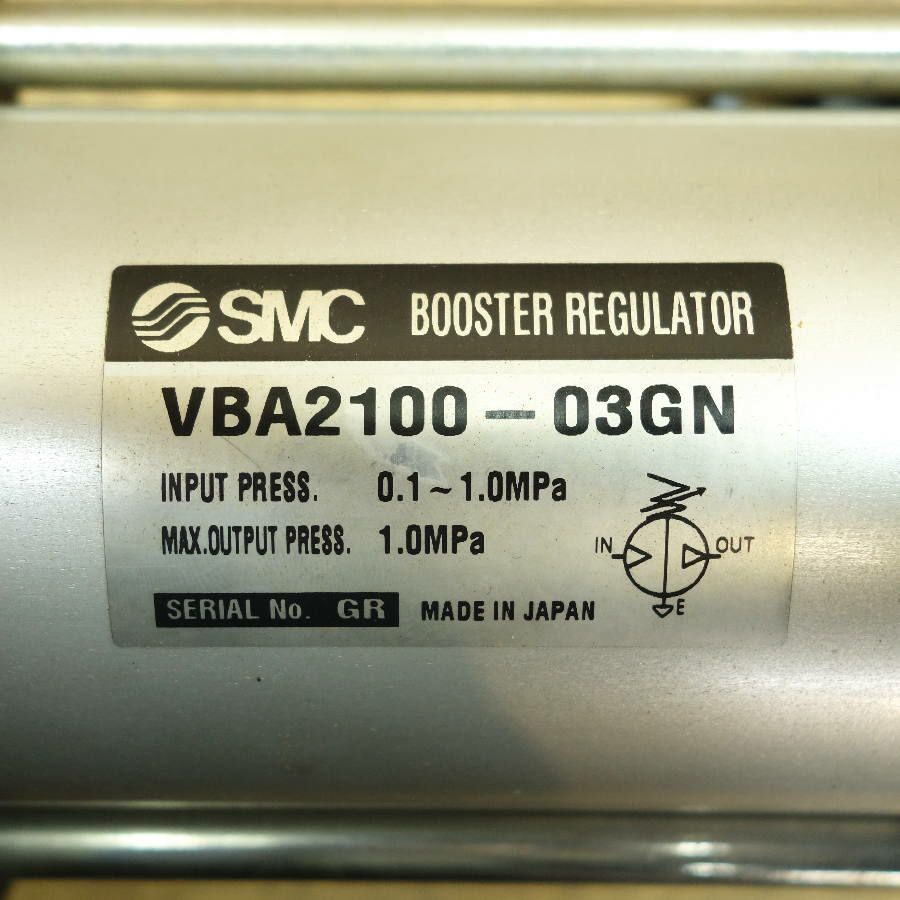 SMC BOOSTER REGULATOR
VBA2100-03GN
INPUT PRESS. 0.1~1.0MPa
MAX.OUTPUT PRESS. 1.0MPa
IN OUT
E
SERIAL No. GR MADE IN JAPAN